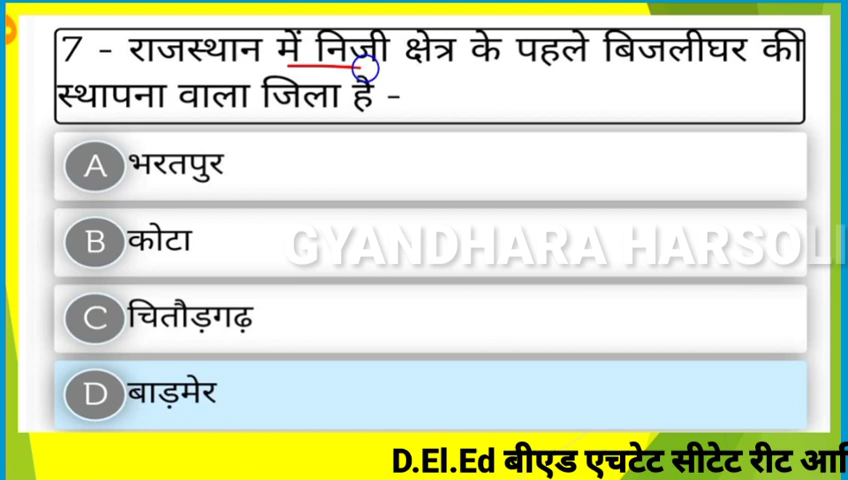 7 - राजस्थान में निजी क्षेत्र के पहले बिजलीघर की
स्थापना वाला जिला है -
A भरतपुर
B कोटा
GYANDHARA HARSOLI
C चितौड़गढ़
D बाड़मेर
D.El.Ed बीएड एचटेट सीटेट रीट आ